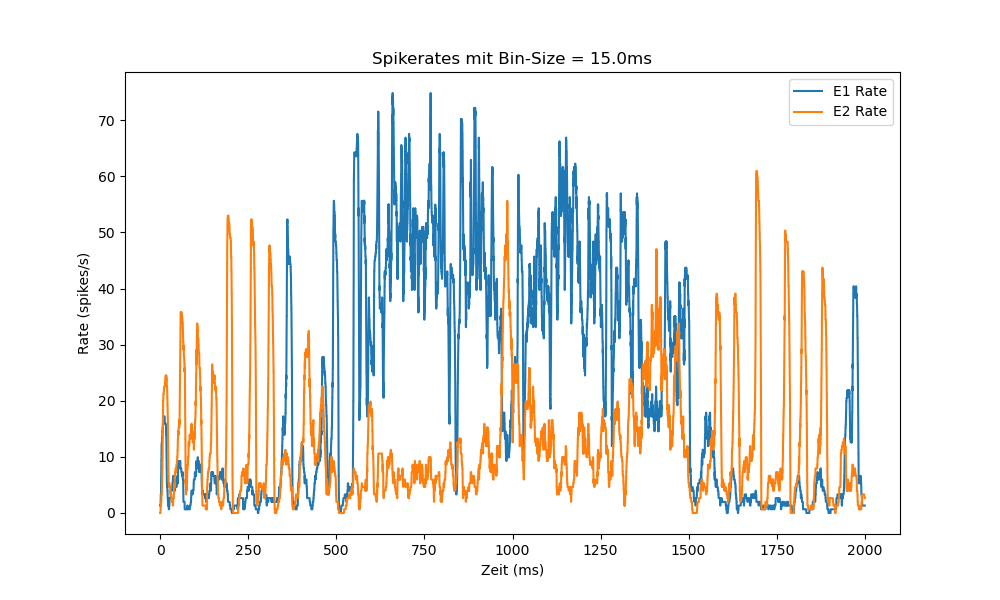 Spikerates mit Bin-Size = 15.0ms
E1 Rate
E2 Rate
Rate (spikes/s)
70
60
50
40
30
20
10
0
0 250 500 750 1000 1250 1500 1750 2000
Zeit (ms)